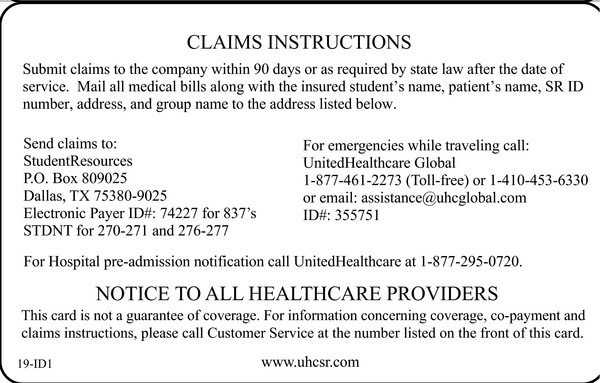 CLAIMS INSTRUCTIONS
Submit claims to the company within 90 days or as required by state law after the date of
service. Mail all medical bills along with the insured student's name, patient's name, SR ID
number, address, and group name to the address listed below.
Send claims to:
StudentResources
P.O. Box 809025
Dallas, TX 75380-9025
Electronic Payer ID#: 74227 for 837's
STDNT for 270-271 and 276-277
For emergencies while traveling call:
UnitedHealthcare Global
1-877-461-2273 (Toll-free) or 1-410-453-6330
or email: assistance@uhcglobal.com
ID#: 355751
For Hospital pre-admission notification call UnitedHealthcare at 1-877-295-0720.
NOTICE TO ALL HEALTHCARE PROVIDERS
This card is not a guarantee of coverage. For information concerning coverage, co-payment and
claims instructions, please call Customer Service at the number listed on the front of this card.
19-ID1
www.uhcsr.com